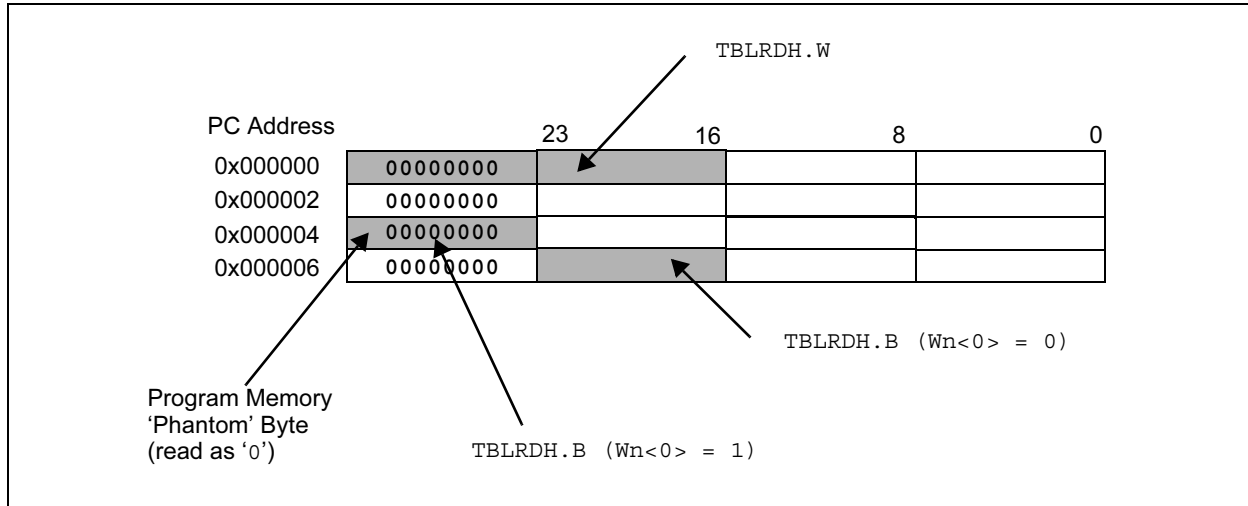 TBLRDH.W
PC Address 23 16 8 0
0x000000 00000000
0x000002 00000000
0x000004 00000000
0x000006 00000000
TBLRDH.B (Wn<0> = 0)
Program Memory
‘Phantom’ Byte
(read as ‘0’)
TBLRDH.B (Wn<0> = 1)